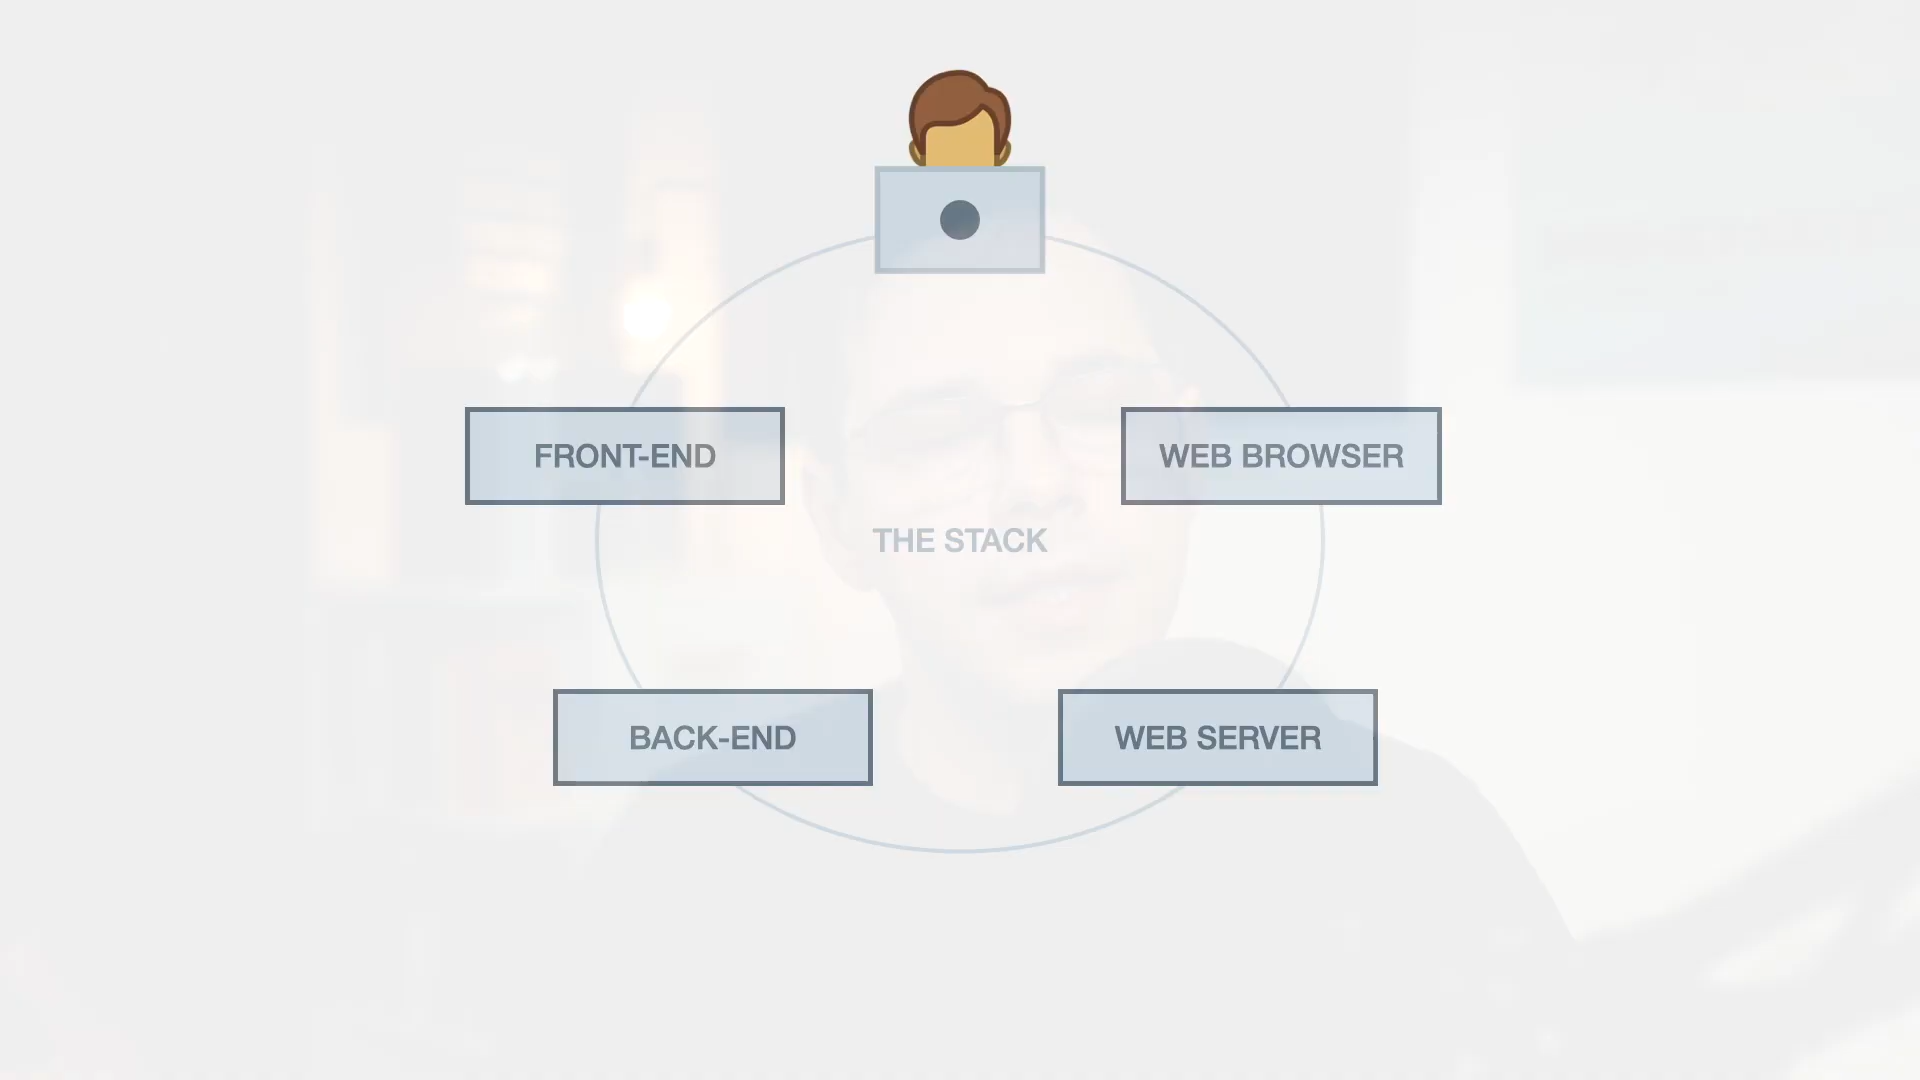 FRONT-END
WEB BROWSER
THE STACK
BACK-END
WEB SERVER